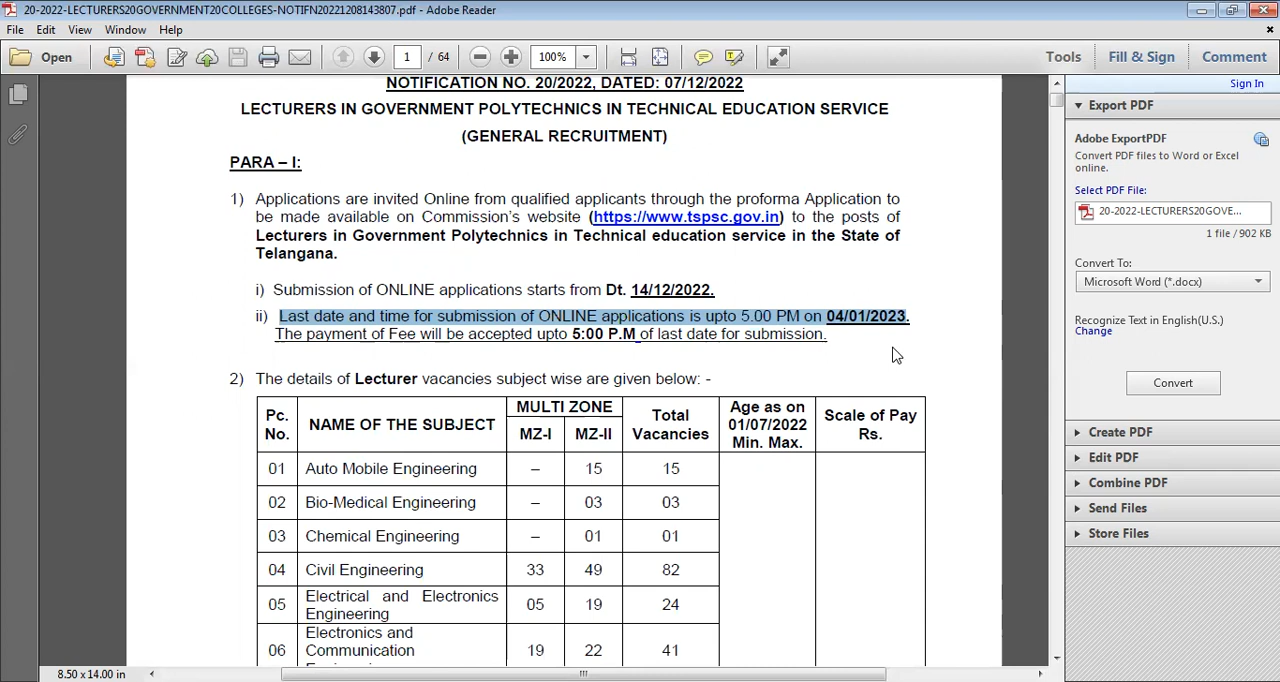 20-2022-LECTURERS20GOVERNMENT20COLLEGES-NOTIFN20221208143807.pdf - Adobe Reader
File Edit View Window Help
Open 1 / 64 100% Tools Fill & Sign Comment
Sign In
NOTIFICATION NO. 20/2022, DATED: 07/12/2022
LECTURERS IN GOVERNMENT POLYTECHNICS IN TECHNICAL EDUCATION SERVICE
(GENERAL RECRUITMENT)
PARA – I:
1) Applications are invited Online from qualified applicants through the proforma Application to
be made available on Commission's website (https://www.tspsc.gov.in) to the posts of
Lecturers in Government Polytechnics in Technical education service in the State of
Telangana.
i) Submission of ONLINE applications starts from Dt. 14/12/2022.
ii) Last date and time for submission of ONLINE applications is upto 5.00 PM on 04/01/2023.
The payment of Fee will be accepted upto 5:00 P.M of last date for submission.
2) The details of Lecturer vacancies subject wise are given below: -
Pc. No. NAME OF THE SUBJECT MULTI ZONE MZ-I MZ-II Total Vacancies Age as on 01/07/2022 Min. Max. Scale of Pay Rs.
01 Auto Mobile Engineering – 15 15
02 Bio-Medical Engineering – 03 03
03 Chemical Engineering – 01 01
04 Civil Engineering 33 49 82
05 Electrical and Electronics Engineering 05 19 24
06 Electronics and Communication 19 22 41
Export PDF
Adobe ExportPDF
Convert PDF files to Word or Excel
online.
Select PDF File:
20-2022-LECTURERS20GOVE...
1 file / 902 KB
Convert To:
Microsoft Word (*.docx)
Recognize Text in English(U.S.)
Change
Convert
Create PDF
Edit PDF
Combine PDF
Send Files
Store Files
8.50 x 14.00 in